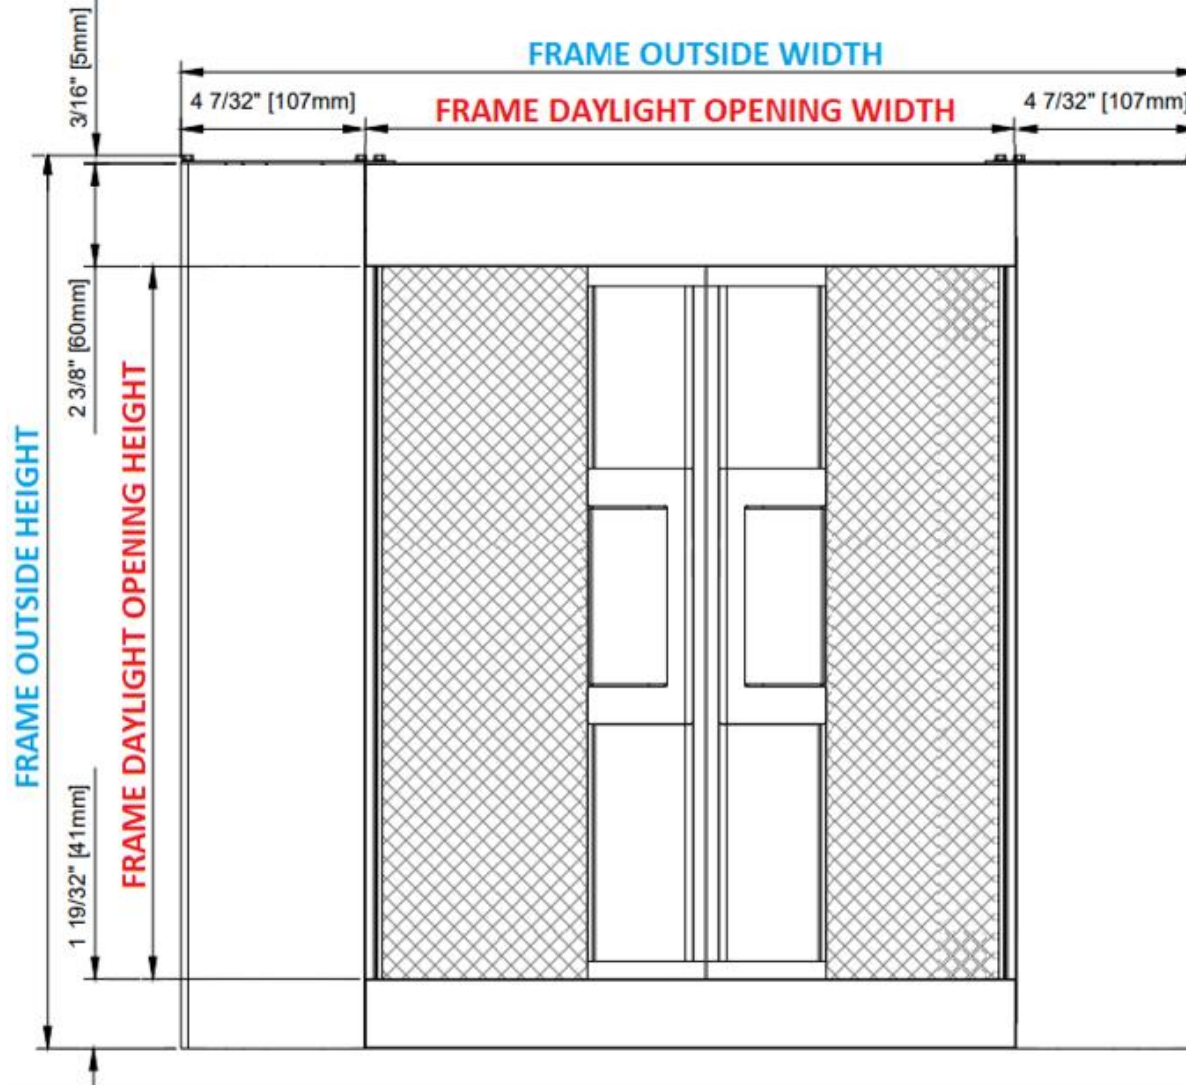 3/16" [5mm]
FRAME OUTSIDE WIDTH
4 7/32" [107mm]
FRAME DAYLIGHT OPENING WIDTH
4 7/32" [107mm]
2 3/8" [60mm]
FRAME OUTSIDE HEIGHT
FRAME DAYLIGHT OPENING HEIGHT
1 19/32" [41mm]